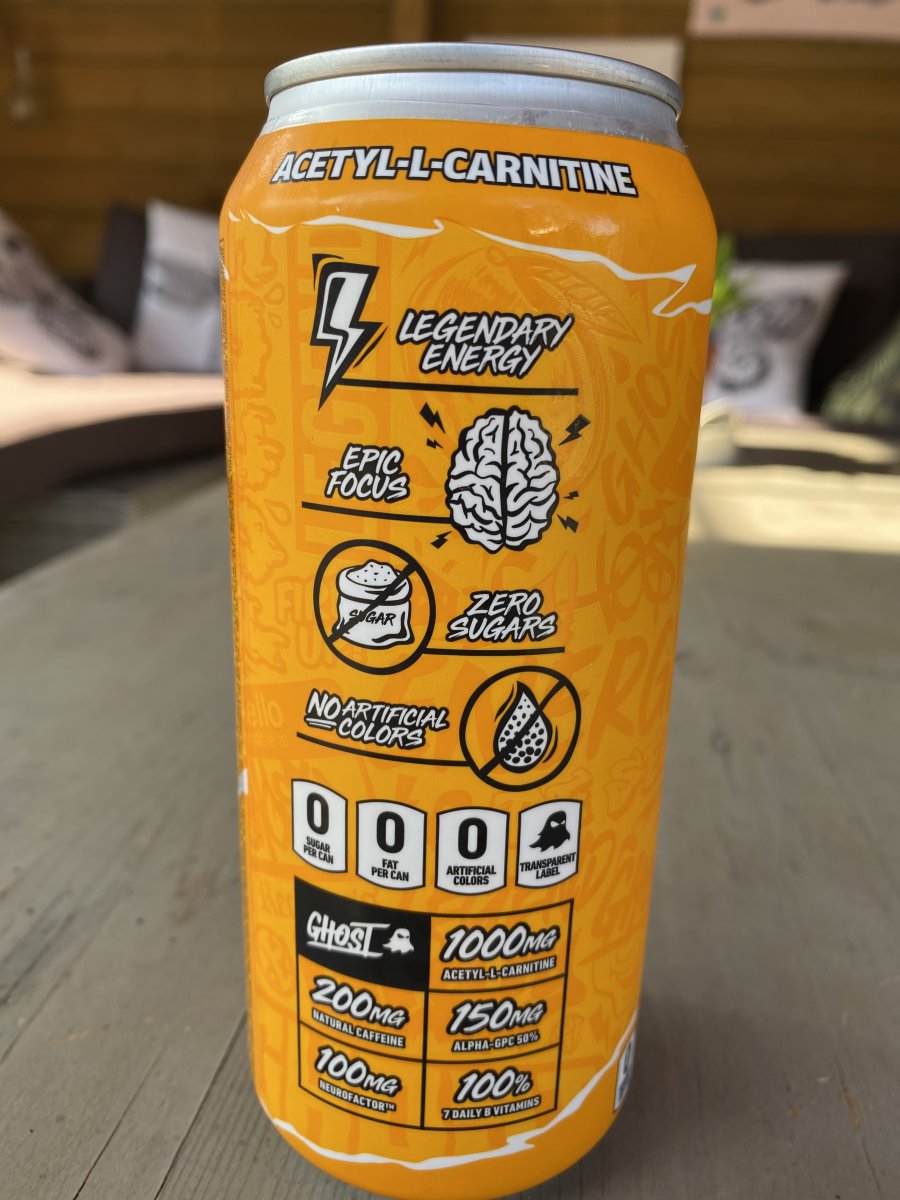 ACETYL-L-CARNITINE
LEGENDARY
ENERGY
EPIC
FOCUS
SUGAR
ZERO
SUGARS
NO ARTIFICIAL
COLORS
0
SUGAR
PER CAN
0
FAT
PER CAN
0
ARTIFICIAL
COLORS
TRANSPARENT
LABEL
GHOST
1000MG
ACETYL-L-CARNITINE
200MG
NATURAL CAFFEINE
150MG
ALPHA-GPC 50%
100MG
NEUROFACTOR™
100%
7 DAILY B VITAMINS
GHOST